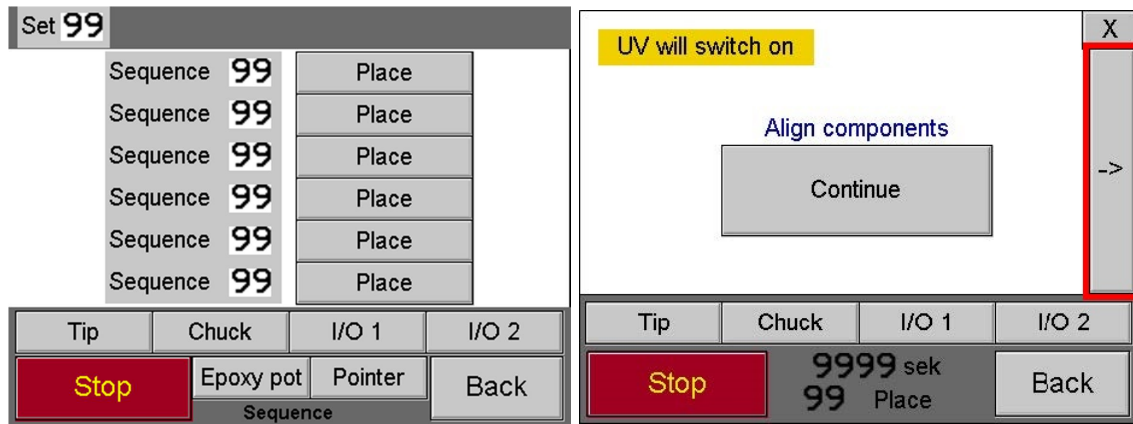 Set 99
Sequence 99 Place
Sequence 99 Place
Sequence 99 Place
Sequence 99 Place
Sequence 99 Place
Sequence 99 Place
Tip Chuck I/O 1 I/O 2
Stop Epoxy pot Pointer Back
Sequence
X
UV will switch on
Align components
Continue
->
Tip Chuck I/O 1 I/O 2
Stop 9999 sek Back
99 Place